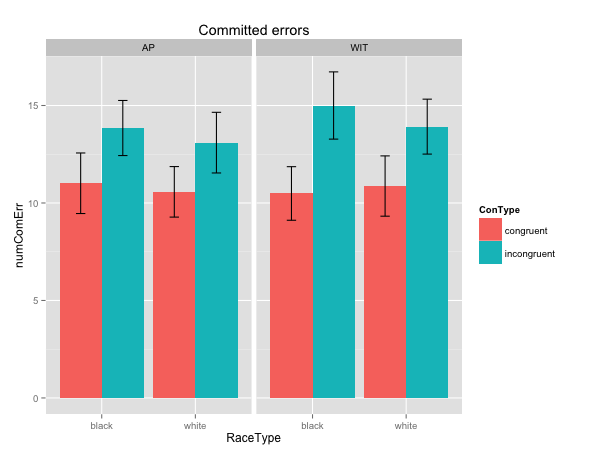 Committed errors
AP
WIT
numComErr
15
10
5
0
black
white
black
white
RaceType
ConType
congruent
incongruent